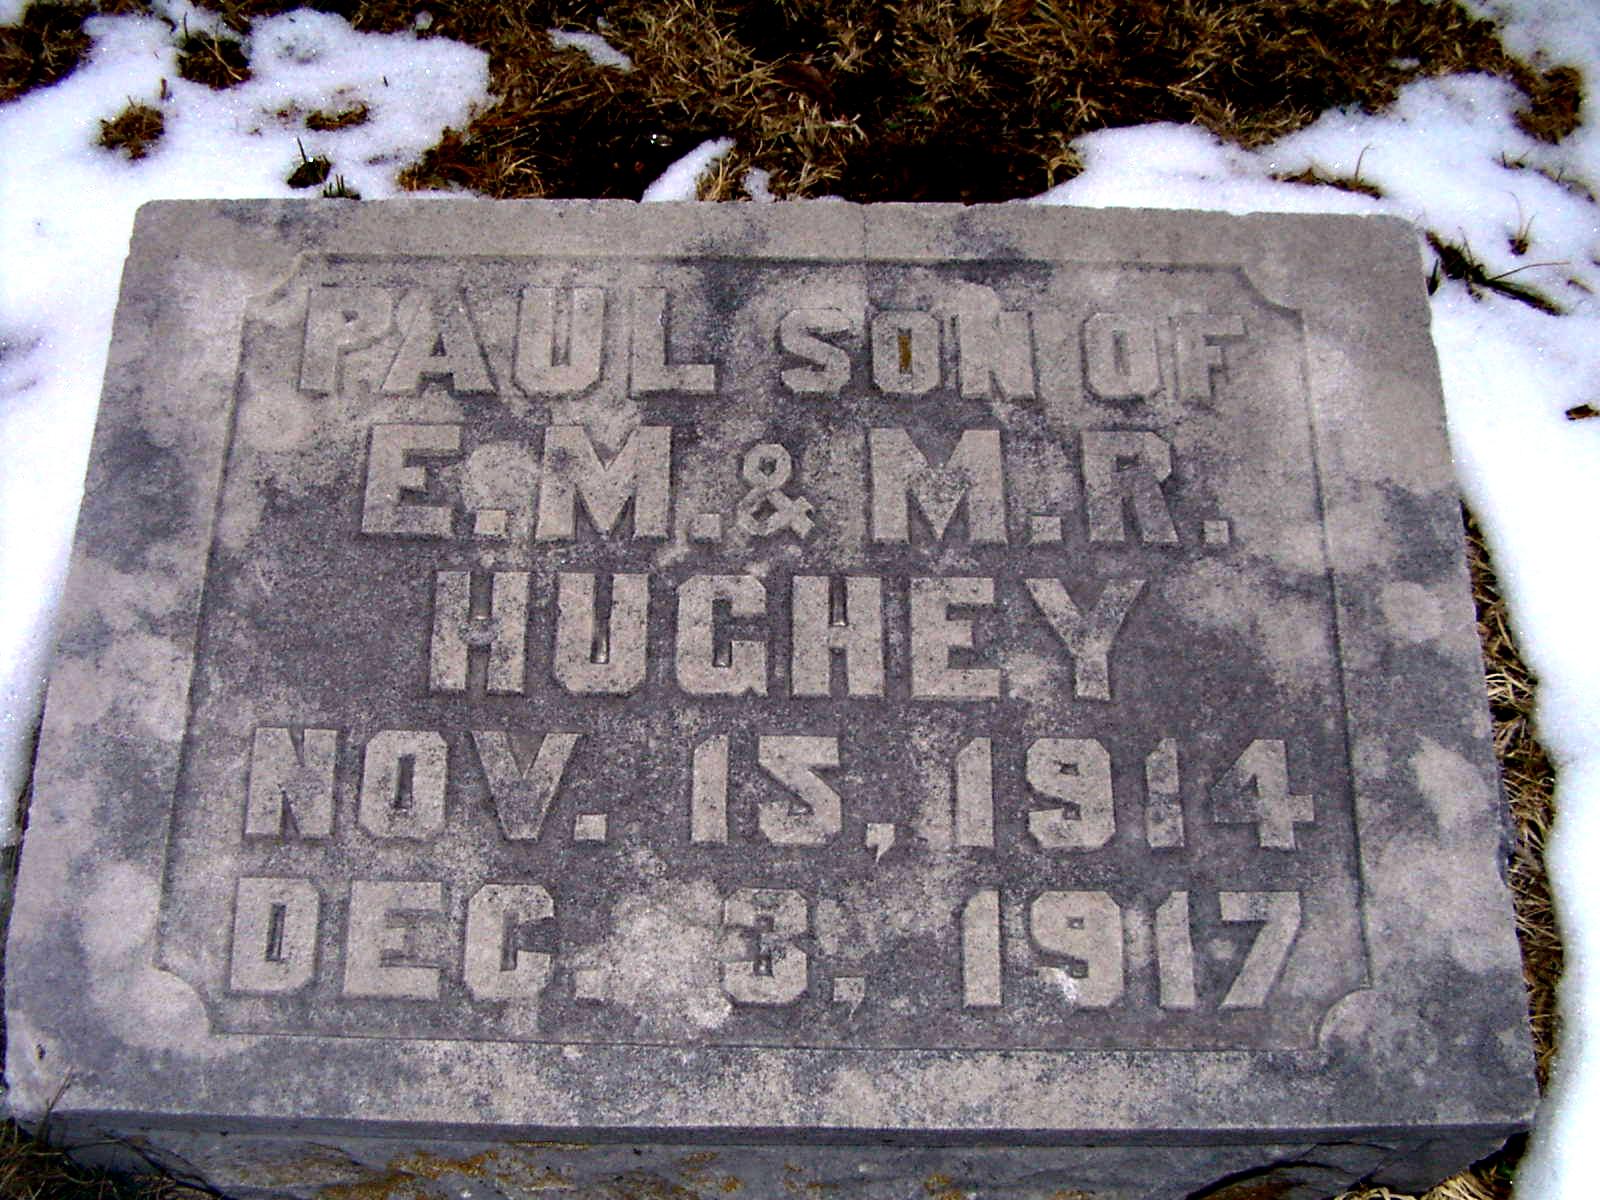 PAUL SON OF
E. M. & M. R.
HUGHEY
NOV. 15, 1914
DEC. 3, 1917